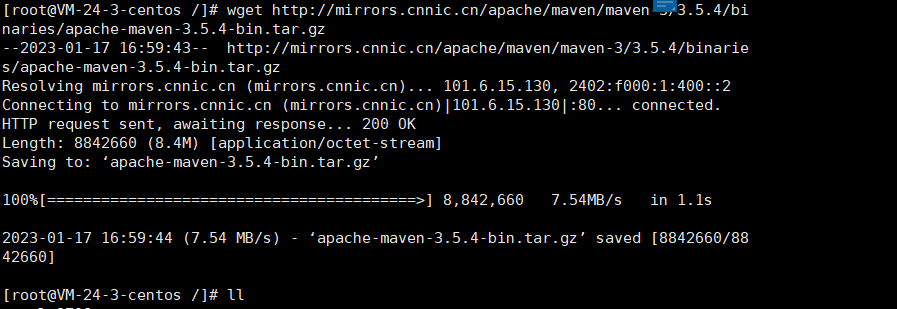 [root@VM-24-3-centos /]# wget http://mirrors.cnnic.cn/apache/maven/maven-3/3.5.4/bi
naries/apache-maven-3.5.4-bin.tar.gz
--2023-01-17 16:59:43--  http://mirrors.cnnic.cn/apache/maven/maven-3/3.5.4/binarie
s/apache-maven-3.5.4-bin.tar.gz
Resolving mirrors.cnnic.cn (mirrors.cnnic.cn)... 101.6.15.130, 2402:f000:1:400::2
Connecting to mirrors.cnnic.cn (mirrors.cnnic.cn)|101.6.15.130|:80... connected.
HTTP request sent, awaiting response... 200 OK
Length: 8842660 (8.4M) [application/octet-stream]
Saving to: ‘apache-maven-3.5.4-bin.tar.gz’
100%[=========================================>] 8,842,660   7.54MB/s   in 1.1s
2023-01-17 16:59:44 (7.54 MB/s) - ‘apache-maven-3.5.4-bin.tar.gz’ saved [8842660/88
42660]
[root@VM-24-3-centos /]# ll